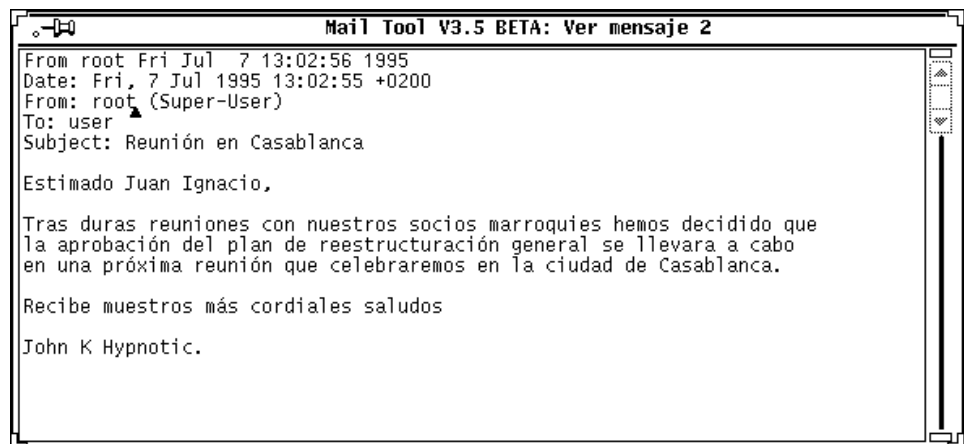 Mail Tool V3.5 BETA: Ver mensaje 2
From root Fri Jul  7 13:02:56 1995
Date: Fri, 7 Jul 1995 13:02:55 +0200
From: root (Super-User)
To: user
Subject: Reunión en Casablanca
Estimado Juan Ignacio,
Tras duras reuniones con nuestros socios marroquies hemos decidido que
la aprobación del plan de reestructuración general se llevara a cabo
en una próxima reunión que celebraremos en la ciudad de Casablanca.
Recibe muestros más cordiales saludos
John K Hypnotic.